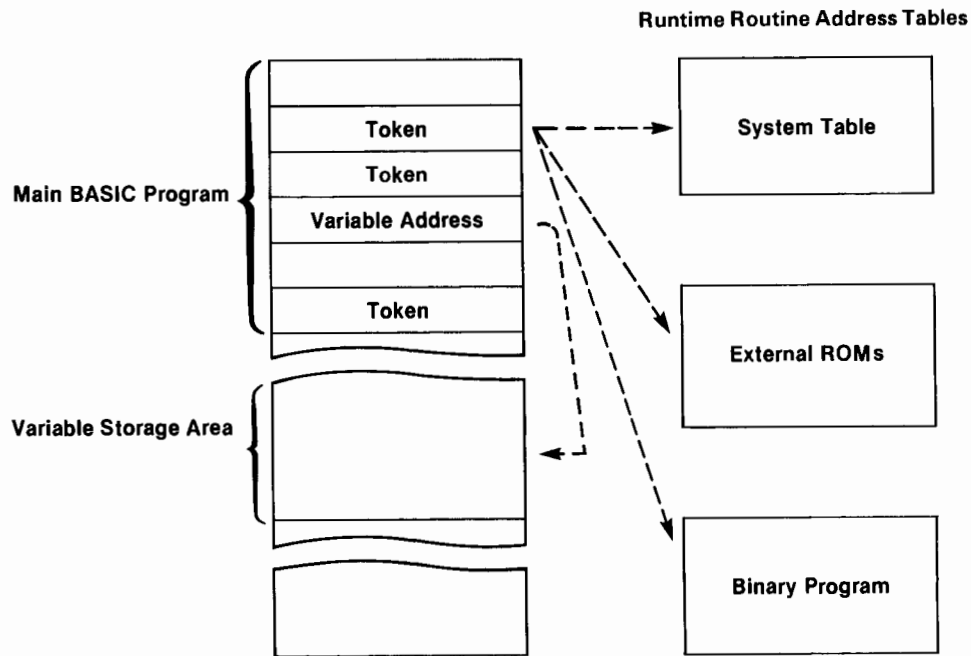 Runtime Routine Address Tables
Token
System Table
Token
Main BASIC Program
Variable Address
Token
External ROMs
Variable Storage Area
Binary Program